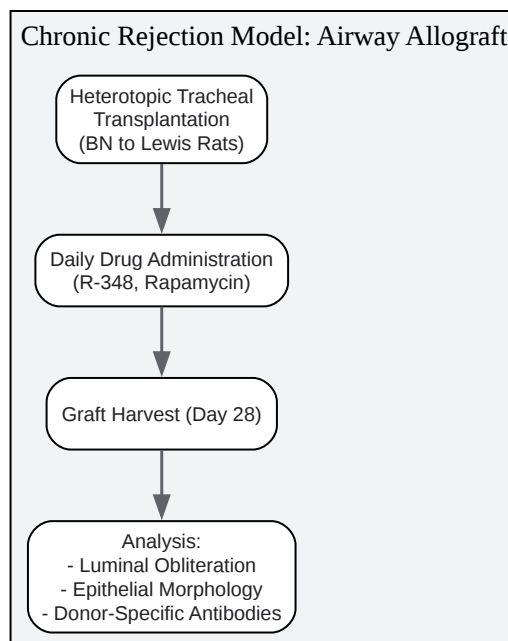 Chronic Rejection Model: Airway Allograft
Heterotopic Tracheal
Transplantation
(BN to Lewis Rats)
Daily Drug Administration
(R-348, Rapamycin)
Graft Harvest (Day 28)
Analysis:
- Luminal Obliteration
- Epithelial Morphology
- Donor-Specific Antibodies